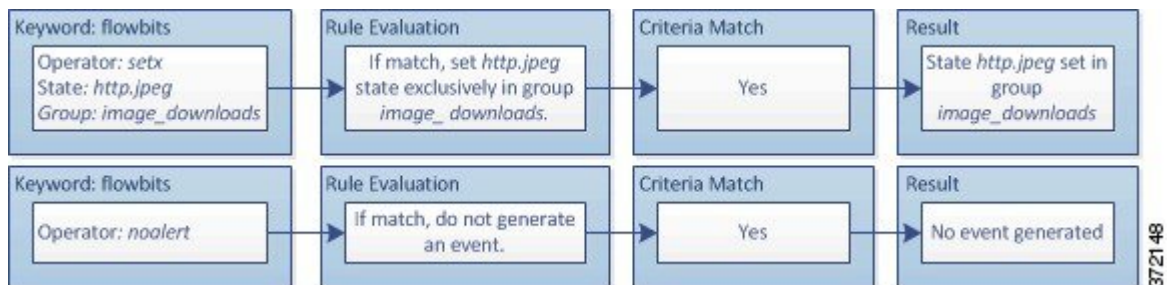 Keyword: flowbits
Operator: setx
State: http.jpeg
Group: image_downloads
Rule Evaluation
If match, set http.jpeg
state exclusively in group
image_ downloads.
Criteria Match
Yes
Result
State http.jpeg set in
group
image_downloads
Keyword: flowbits
Operator: noalert
Rule Evaluation
If match, do not generate
an event.
Criteria Match
Yes
Result
No event generated
372148